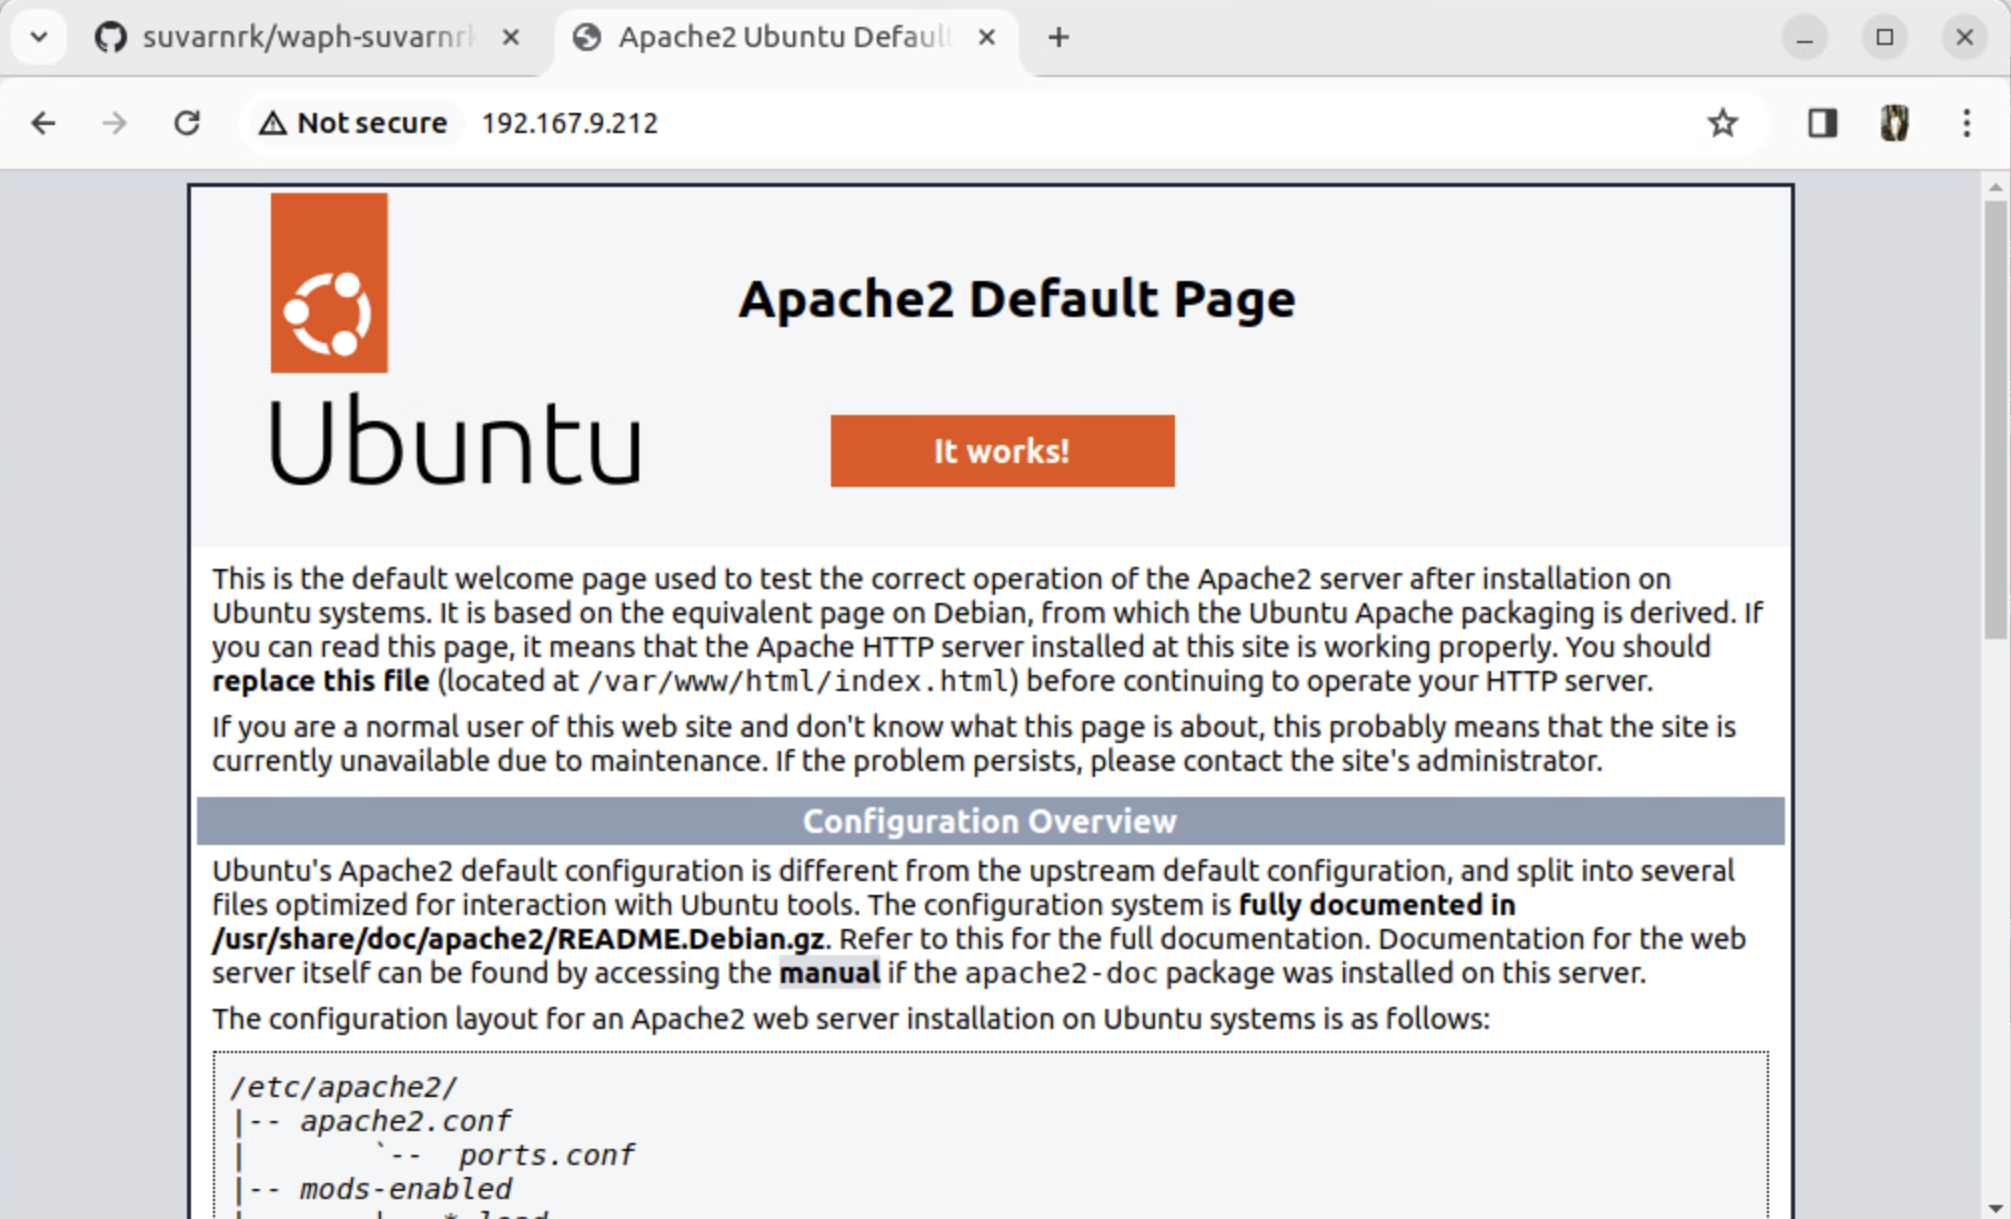 suvarnrk/waph-suvarnrk
Apache2 Ubuntu Default
Not secure
192.167.9.212
Apache2 Default Page
Ubuntu
It works!
This is the default welcome page used to test the correct operation of the Apache2 server after installation on
Ubuntu systems. It is based on the equivalent page on Debian, from which the Ubuntu Apache packaging is derived. If
you can read this page, it means that the Apache HTTP server installed at this site is working properly. You should
replace this file (located at /var/www/html/index.html) before continuing to operate your HTTP server.
If you are a normal user of this web site and don't know what this page is about, this probably means that the site is
currently unavailable due to maintenance. If the problem persists, please contact the site's administrator.
Configuration Overview
Ubuntu's Apache2 default configuration is different from the upstream default configuration, and split into several
files optimized for interaction with Ubuntu tools. The configuration system is fully documented in
/usr/share/doc/apache2/README.Debian.gz. Refer to this for the full documentation. Documentation for the web
server itself can be found by accessing the manual if the apache2-doc package was installed on this server.
The configuration layout for an Apache2 web server installation on Ubuntu systems is as follows:
/etc/apache2/
|-- apache2.conf
|       `--  ports.conf
|-- mods-enabled
|       |-- *.load